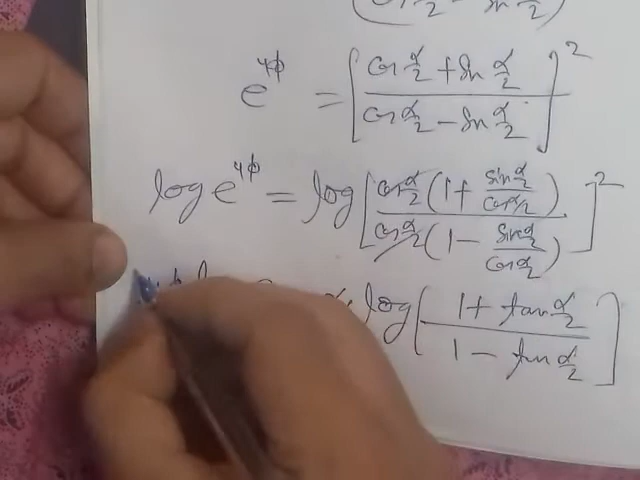 e^4φ = [cos α/2 + sin α/2 / cos α/2 - sin α/2]^2
log e^4φ = log [cos α/2 (1 + sin α/2 / cos α/2) / cos α/2 (1 - sin α/2 / cos α/2)]^2
log [1 + tan α/2 / 1 - tan α/2]